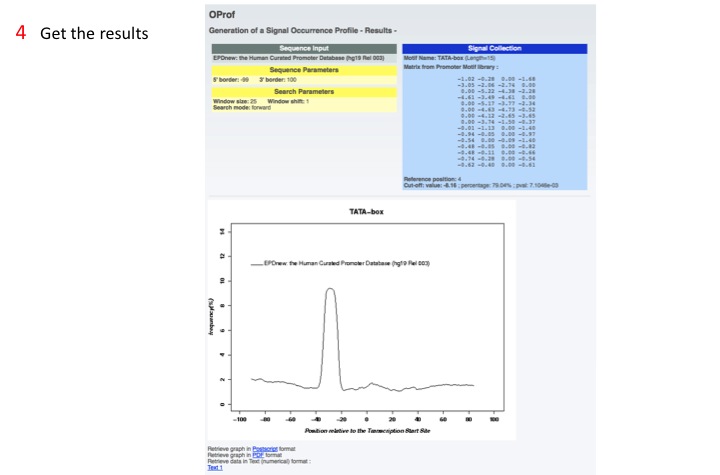 4 Get the results
OProf
Generation of a Signal Occurrence Profile - Results -
Sequence Input
EPDnew: the Human Curated Promoter Database (hg19 Rel 003)
Sequence Parameters
5' border: -99 3' border: 100
Search Parameters
Window size: 25 Window shift: 1
Search mode: forward
Signal Collection
Motif Name: TATA-box (Length=15)
Matrix from Promoter Motif library :
-1.02 -0.28 0.00 -1.68
-3.05 -2.06 -2.74 0.00
0.00 -5.22 -4.38 -2.28
-4.61 -3.49 -4.61 0.00
0.00 -5.17 -3.77 -2.34
0.00 -4.63 -4.73 -0.52
0.00 -4.12 -2.65 -3.65
0.00 -3.74 -1.50 -0.37
-0.01 -1.13 0.00 -1.40
-0.94 -0.05 0.00 -0.97
-0.54 0.00 -0.09 -1.40
-0.48 -0.05 0.00 -0.82
-0.48 -0.11 0.00 -0.66
-0.74 -0.28 0.00 -0.54
-0.62 -0.40 0.00 -0.61
Reference position: 4
Cut-off: value: -8.16 ; percentage: 79.04% ; pval: 7.1046e-03
TATA-box
14
12
EPDnew: the Human Curated Promoter Database (hg19 Rel 003)
10
8
frequency(%)
6
4
2
0
-100 -80 -60 -40 -20 0 20 40 60 80 100
Position relative to the Transcription Start Site
Retrieve graph in Postscript format
Retrieve graph in PDF format
Retrieve data in Text (numerical) format :
Text 1